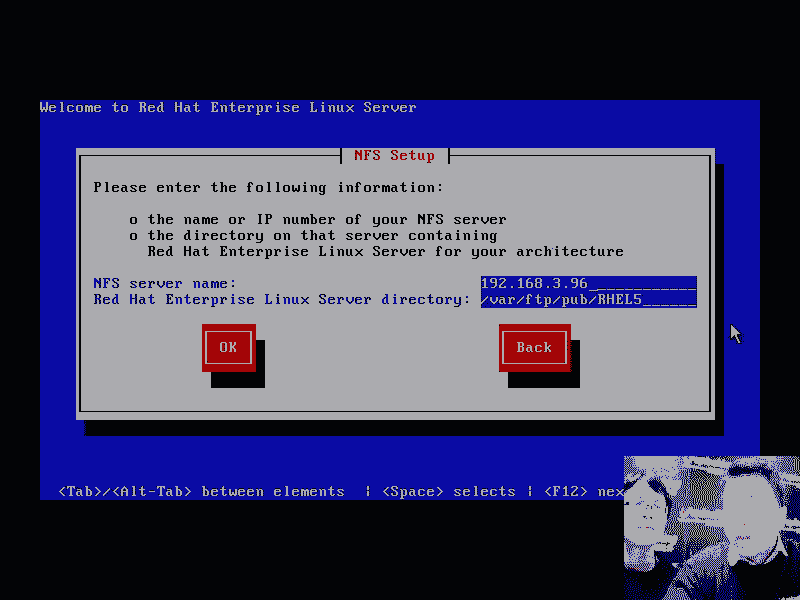 Welcome to Red Hat Enterprise Linux Server
NFS Setup
Please enter the following information:
o the name or IP number of your NFS server
o the directory on that server containing
Red Hat Enterprise Linux Server for your architecture
NFS server name: 192.168.3.96___________
Red Hat Enterprise Linux Server directory: /var/ftp/pub/RHEL5______
OK Back
<Tab>/<Alt-Tab> between elements | <Space> selects | <F12> nex